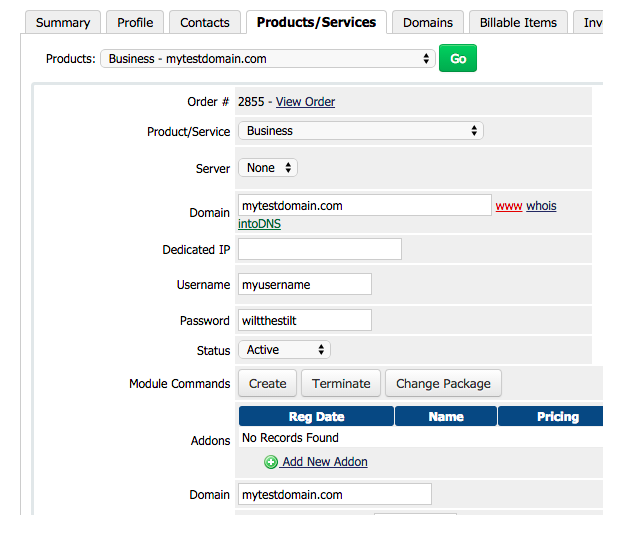 Summary Profile Contacts Products/Services Domains Billable Items Inv
Products: Business - mytestdomain.com Go
Order # 2855 - View Order
Product/Service Business
Server None
Domain mytestdomain.com www whois
intoDNS
Dedicated IP
Username myusername
Password wiltthestilt
Status Active
Module Commands Create Terminate Change Package
Reg Date Name Pricing
Addons No Records Found
Add New Addon
Domain mytestdomain.com